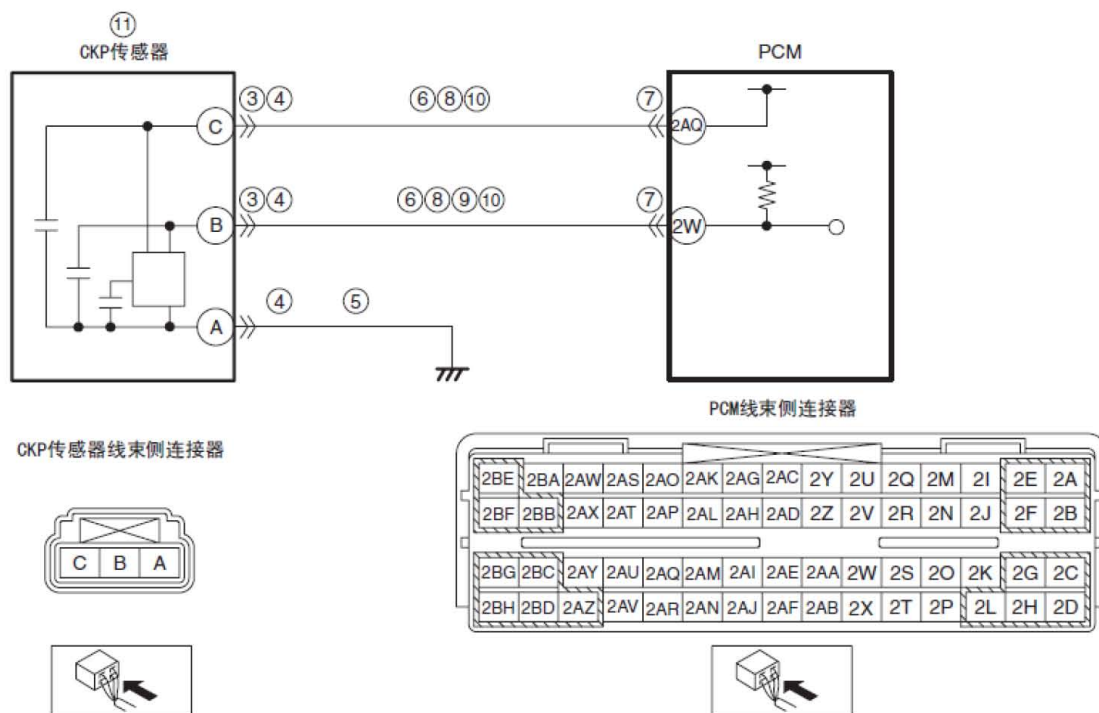 ⑪
CKP传感器
PCM
C
③④
⑥⑧⑩
⑦
2AQ
B
③④
⑥⑧⑨⑩
⑦
2W
A
④
⑤
PCM线束侧连接器
CKP传感器线束侧连接器
C B A
2BE 2BA 2AW 2AS 2AO 2AK 2AG 2AC 2Y 2U 2Q 2M 2I 2E 2A
2BF 2BB 2AX 2AT 2AP 2AL 2AH 2AD 2Z 2V 2R 2N 2J 2F 2B
2BG 2BC 2AY 2AU 2AQ 2AM 2AI 2AE 2AA 2W 2S 2O 2K 2G 2C
2BH 2BD 2AZ 2AV 2AR 2AN 2AJ 2AF 2AB 2X 2T 2P 2L 2H 2D